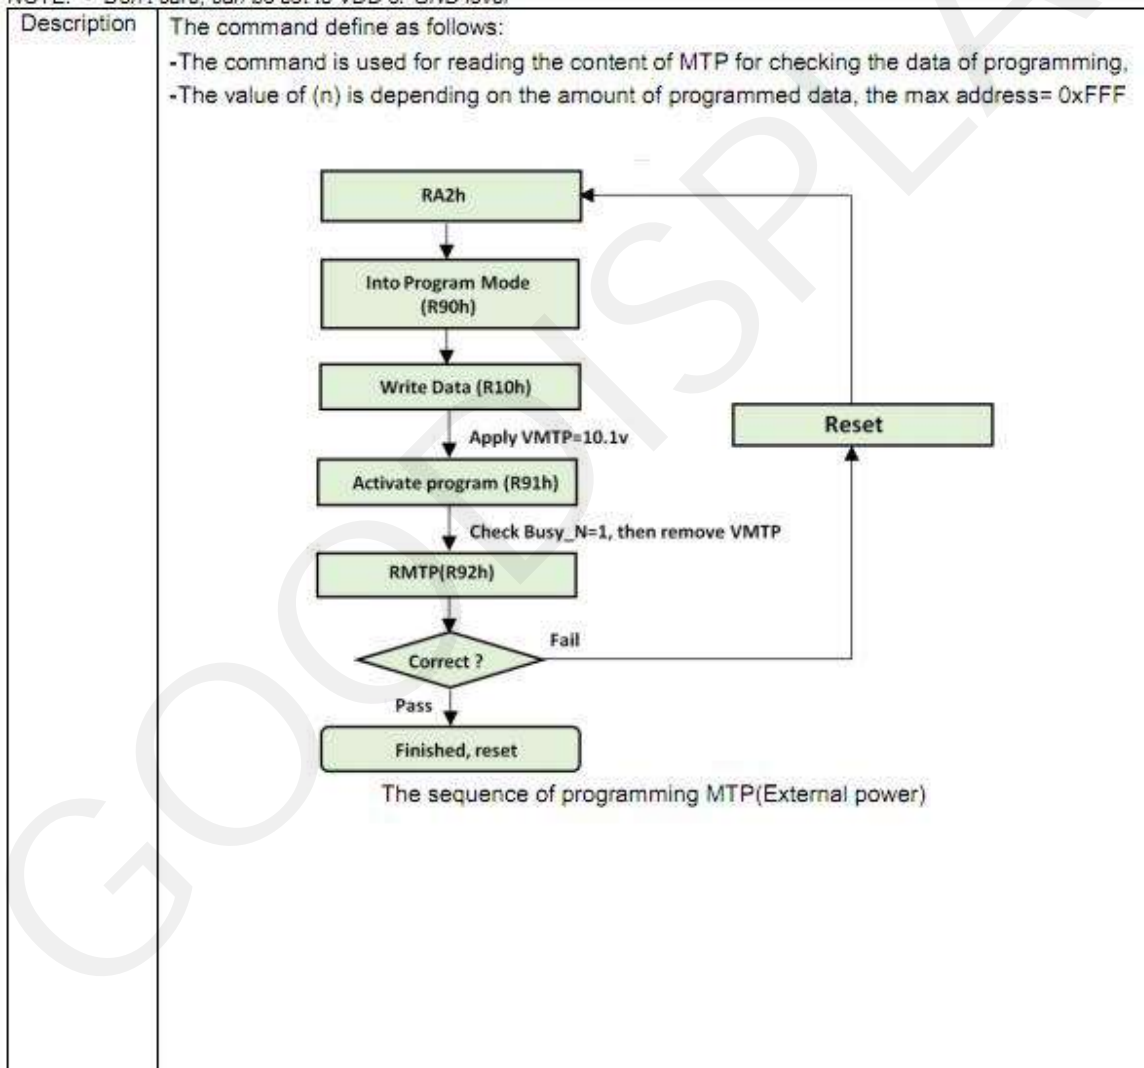 Description
The command define as follows:
-The command is used for reading the content of MTP for checking the data of programming,
-The value of (n) is depending on the amount of programmed data, the max address= 0xFFF
RA2h
Into Program Mode
(R90h)
Write Data (R10h)
Reset
Apply VMTP=10.1v
Activate program (R91h)
Check Busy_N=1, then remove VMTP
RMTP(R92h)
Fail
Correct ?
Pass
Finished, reset
The sequence of programming MTP(External power)
GOODISPLA